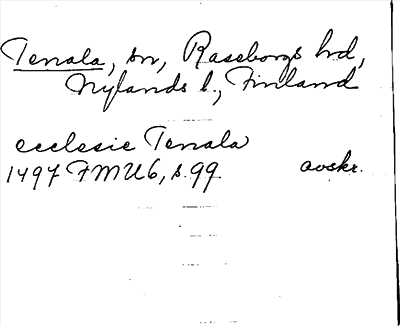 Tenala, sn, Raseborgs hd,
Nylands l., Finland
ecclesie Tenala
1497 FMU6, s. 99. avskr.